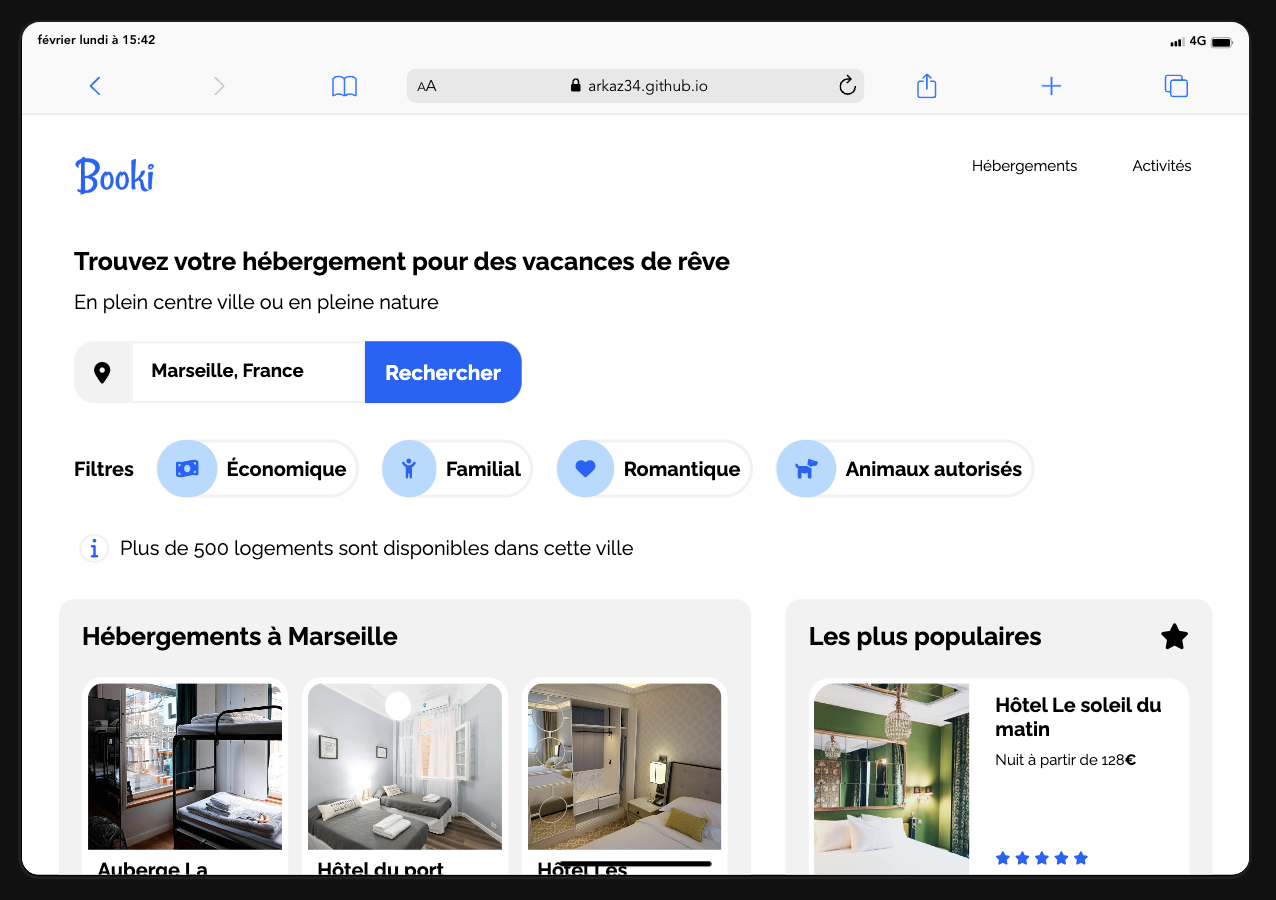 février lundi à 15:42
4G
AA
arkaz34.github.io
Booki
Hébergements
Activités
Trouvez votre hébergement pour des vacances de rêve
En plein centre ville ou en pleine nature
Marseille, France
Rechercher
Filtres
Économique
Familial
Romantique
Animaux autorisés
Plus de 500 logements sont disponibles dans cette ville
Hébergements à Marseille
Les plus populaires
Hôtel Le soleil du
matin
Nuit à partir de 128€
Auberge La
Hôtel du port
Hôtel Les